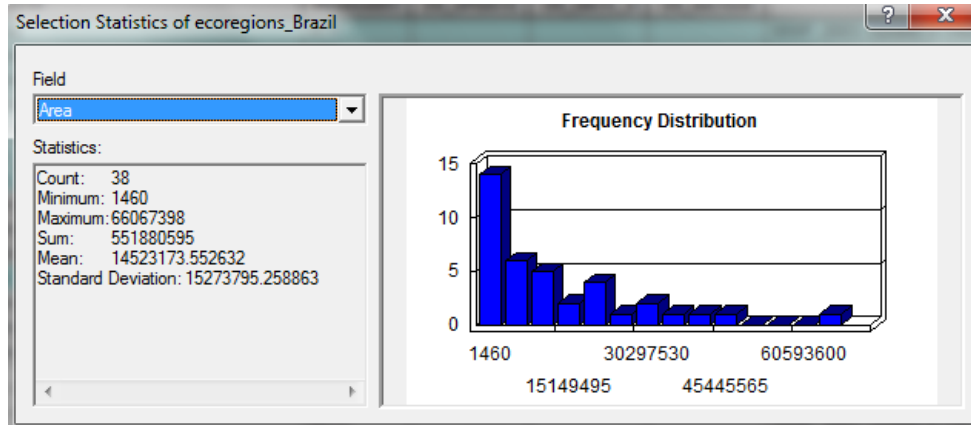 Selection Statistics of ecoregions_Brazil
?
X
Field
Area
Statistics:
Count: 38
Minimum: 1460
Maximum: 66067398
Sum: 551880595
Mean: 14523173.552632
Standard Deviation: 15273795.258863
Frequency Distribution
15
10
5
0
1460 30297530 60593600
15149495 45445565